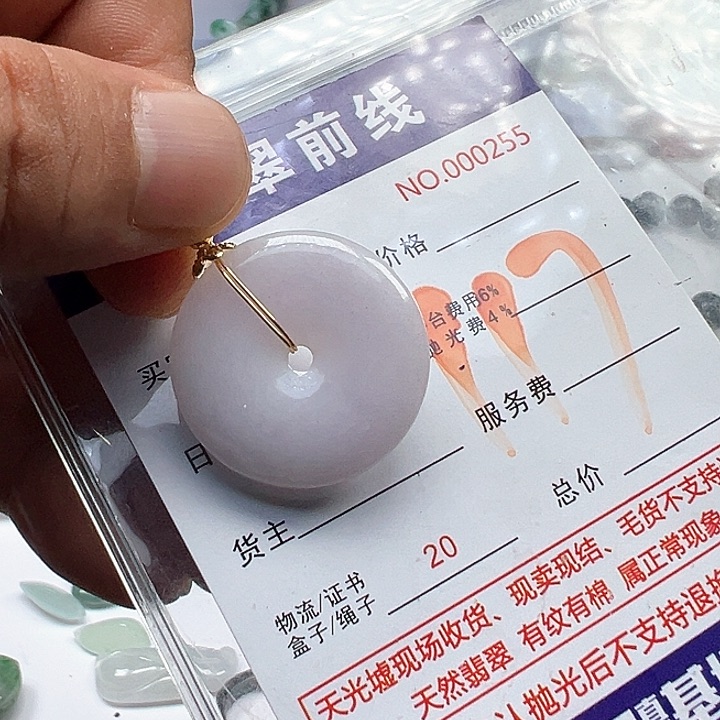 翠前线
NO.000255
价格
台费用6%
抛光费4%
117
服务费
总价
货主
20
物流/证书
盒子/绳子
天光墟现场收货、现卖现结、毛货不支持
天然翡翠 有纹有棉 属正常现象
抛光后不支持退